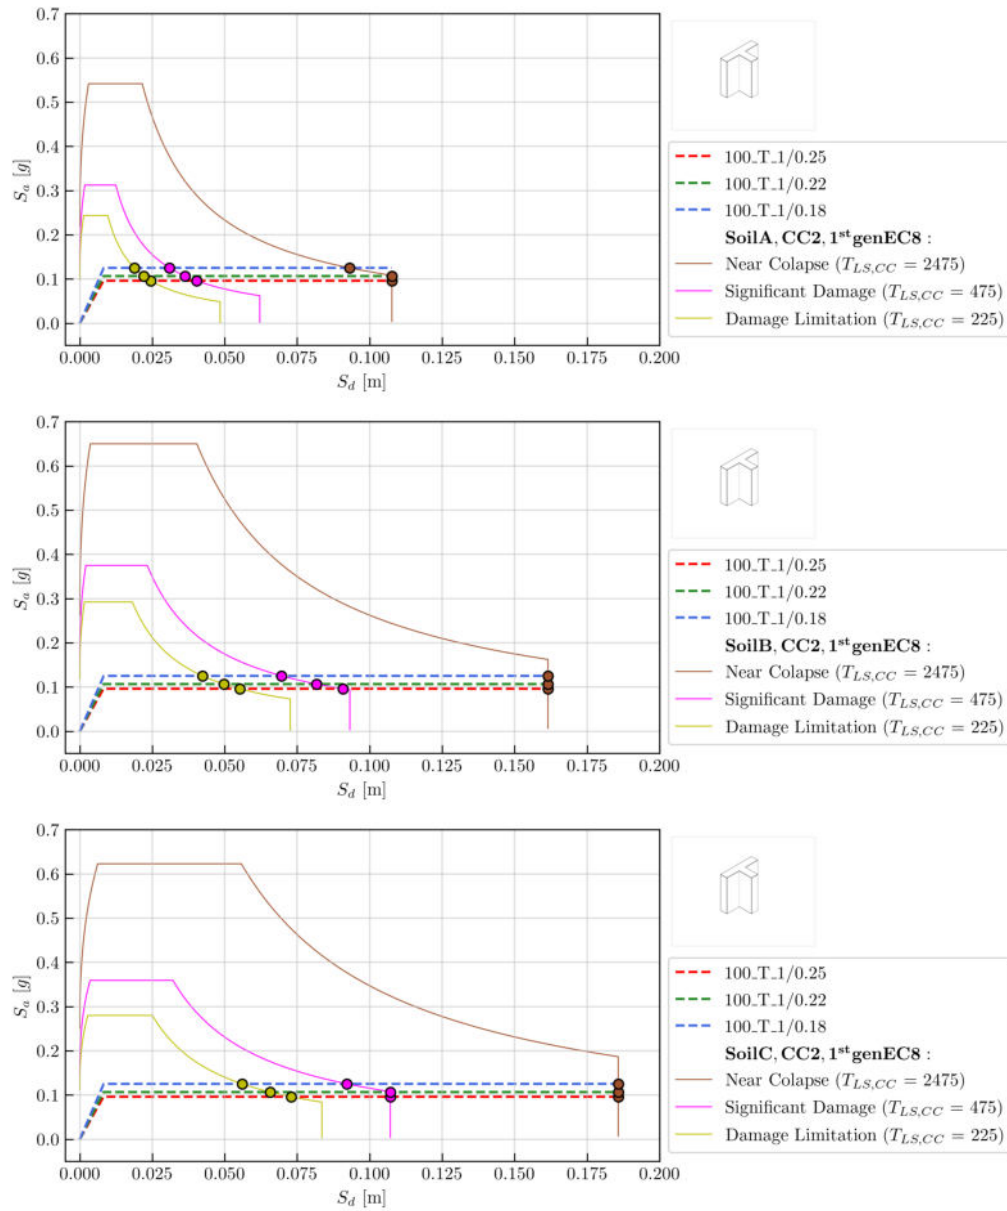 0.7
0.6
0.5
0.4
0.3
0.2
0.1
0.0
S_a [g]
0.000 0.025 0.050 0.075 0.100 0.125 0.150 0.175 0.200
S_d [m]
100_T_1/0.25
100_T_1/0.22
100_T_1/0.18
SoilA, CC2, 1^st genEC8 :
Near Colapse (T_LS,CC = 2475)
Significant Damage (T_LS,CC = 475)
Damage Limitation (T_LS,CC = 225)
0.7
0.6
0.5
0.4
0.3
0.2
0.1
0.0
S_a [g]
0.000 0.025 0.050 0.075 0.100 0.125 0.150 0.175 0.200
S_d [m]
100_T_1/0.25
100_T_1/0.22
100_T_1/0.18
SoilB, CC2, 1^st genEC8 :
Near Colapse (T_LS,CC = 2475)
Significant Damage (T_LS,CC = 475)
Damage Limitation (T_LS,CC = 225)
0.7
0.6
0.5
0.4
0.3
0.2
0.1
0.0
S_a [g]
0.000 0.025 0.050 0.075 0.100 0.125 0.150 0.175 0.200
S_d [m]
100_T_1/0.25
100_T_1/0.22
100_T_1/0.18
SoilC, CC2, 1^st genEC8 :
Near Colapse (T_LS,CC = 2475)
Significant Damage (T_LS,CC = 475)
Damage Limitation (T_LS,CC = 225)